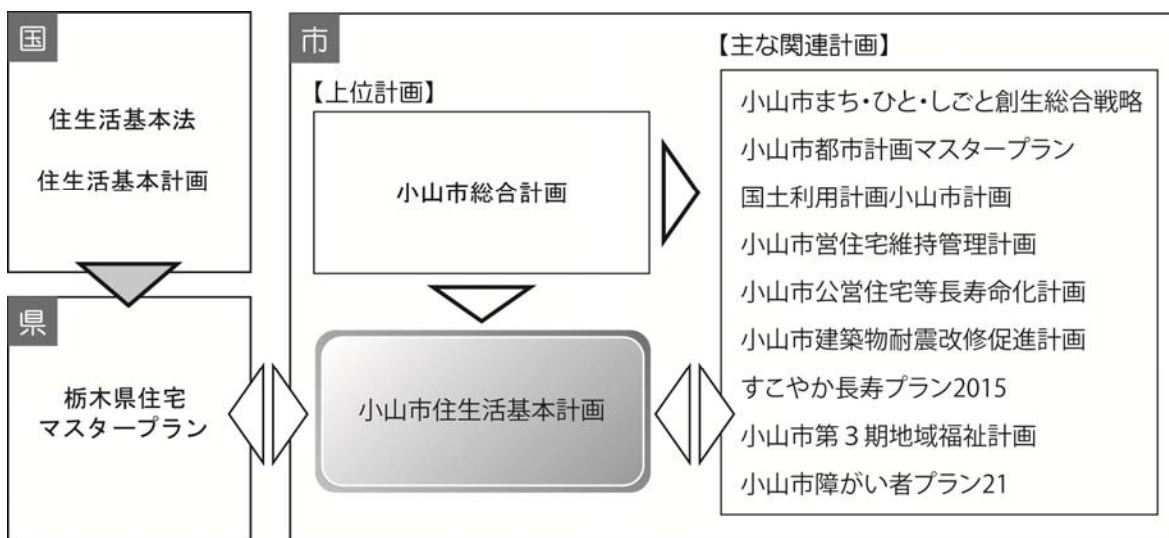 国
住生活基本法
住生活基本計画
県
栃木県住宅
マスタープラン
市
【上位計画】
小山市総合計画
小山市住生活基本計画
【主な関連計画】
小山市まち・ひと・しごと創生総合戦略
小山市都市計画マスタープラン
国土利用計画小山市計画
小山市営住宅維持管理計画
小山市公営住宅等長寿命化計画
小山市建築物耐震改修促進計画
すこやか長寿プラン2015
小山市第3期地域福祉計画
小山市障がい者プラン21